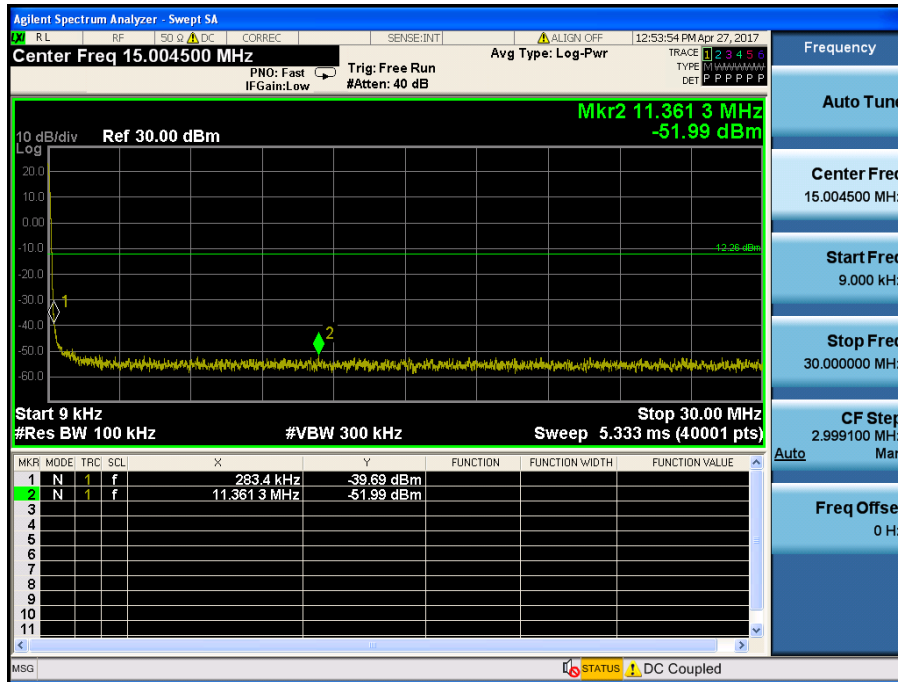 Agilent Spectrum Analyzer - Swept SA
LXI RL RF 50 Ω DC CORREC SENSE:INT ALIGN OFF 12:53:54 PM Apr 27, 2017
Center Freq 15.004500 MHz
PNO: Fast
IFGain:Low
Trig: Free Run
#Atten: 40 dB
Avg Type: Log-Pwr
TRACE 1 2 3 4 5 6
TYPE MWWWWW
DET P P P P P P
Mkr2 11.361 3 MHz
-51.99 dBm
10 dB/div Ref 30.00 dBm
Log
20.0
10.0
0.00
-10.0
-12.26 dBm
-20.0
-30.0
1
-40.0
2
-50.0
-60.0
Start 9 kHz Stop 30.00 MHz
#Res BW 100 kHz #VBW 300 kHz Sweep 5.333 ms (40001 pts)
MKR MODE TRC SCL X Y FUNCTION FUNCTION WIDTH FUNCTION VALUE
1 N 1 f 283.4 kHz -39.69 dBm
2 N 1 f 11.361 3 MHz -51.99 dBm
3
4
5
6
7
8
9
10
11
MSG STATUS DC Coupled
Frequency
Auto Tune
Center Freq
15.004500 MHz
Start Freq
9.000 kHz
Stop Freq
30.000000 MHz
CF Step
2.999100 MHz
Auto Man
Freq Offse
0 Hz